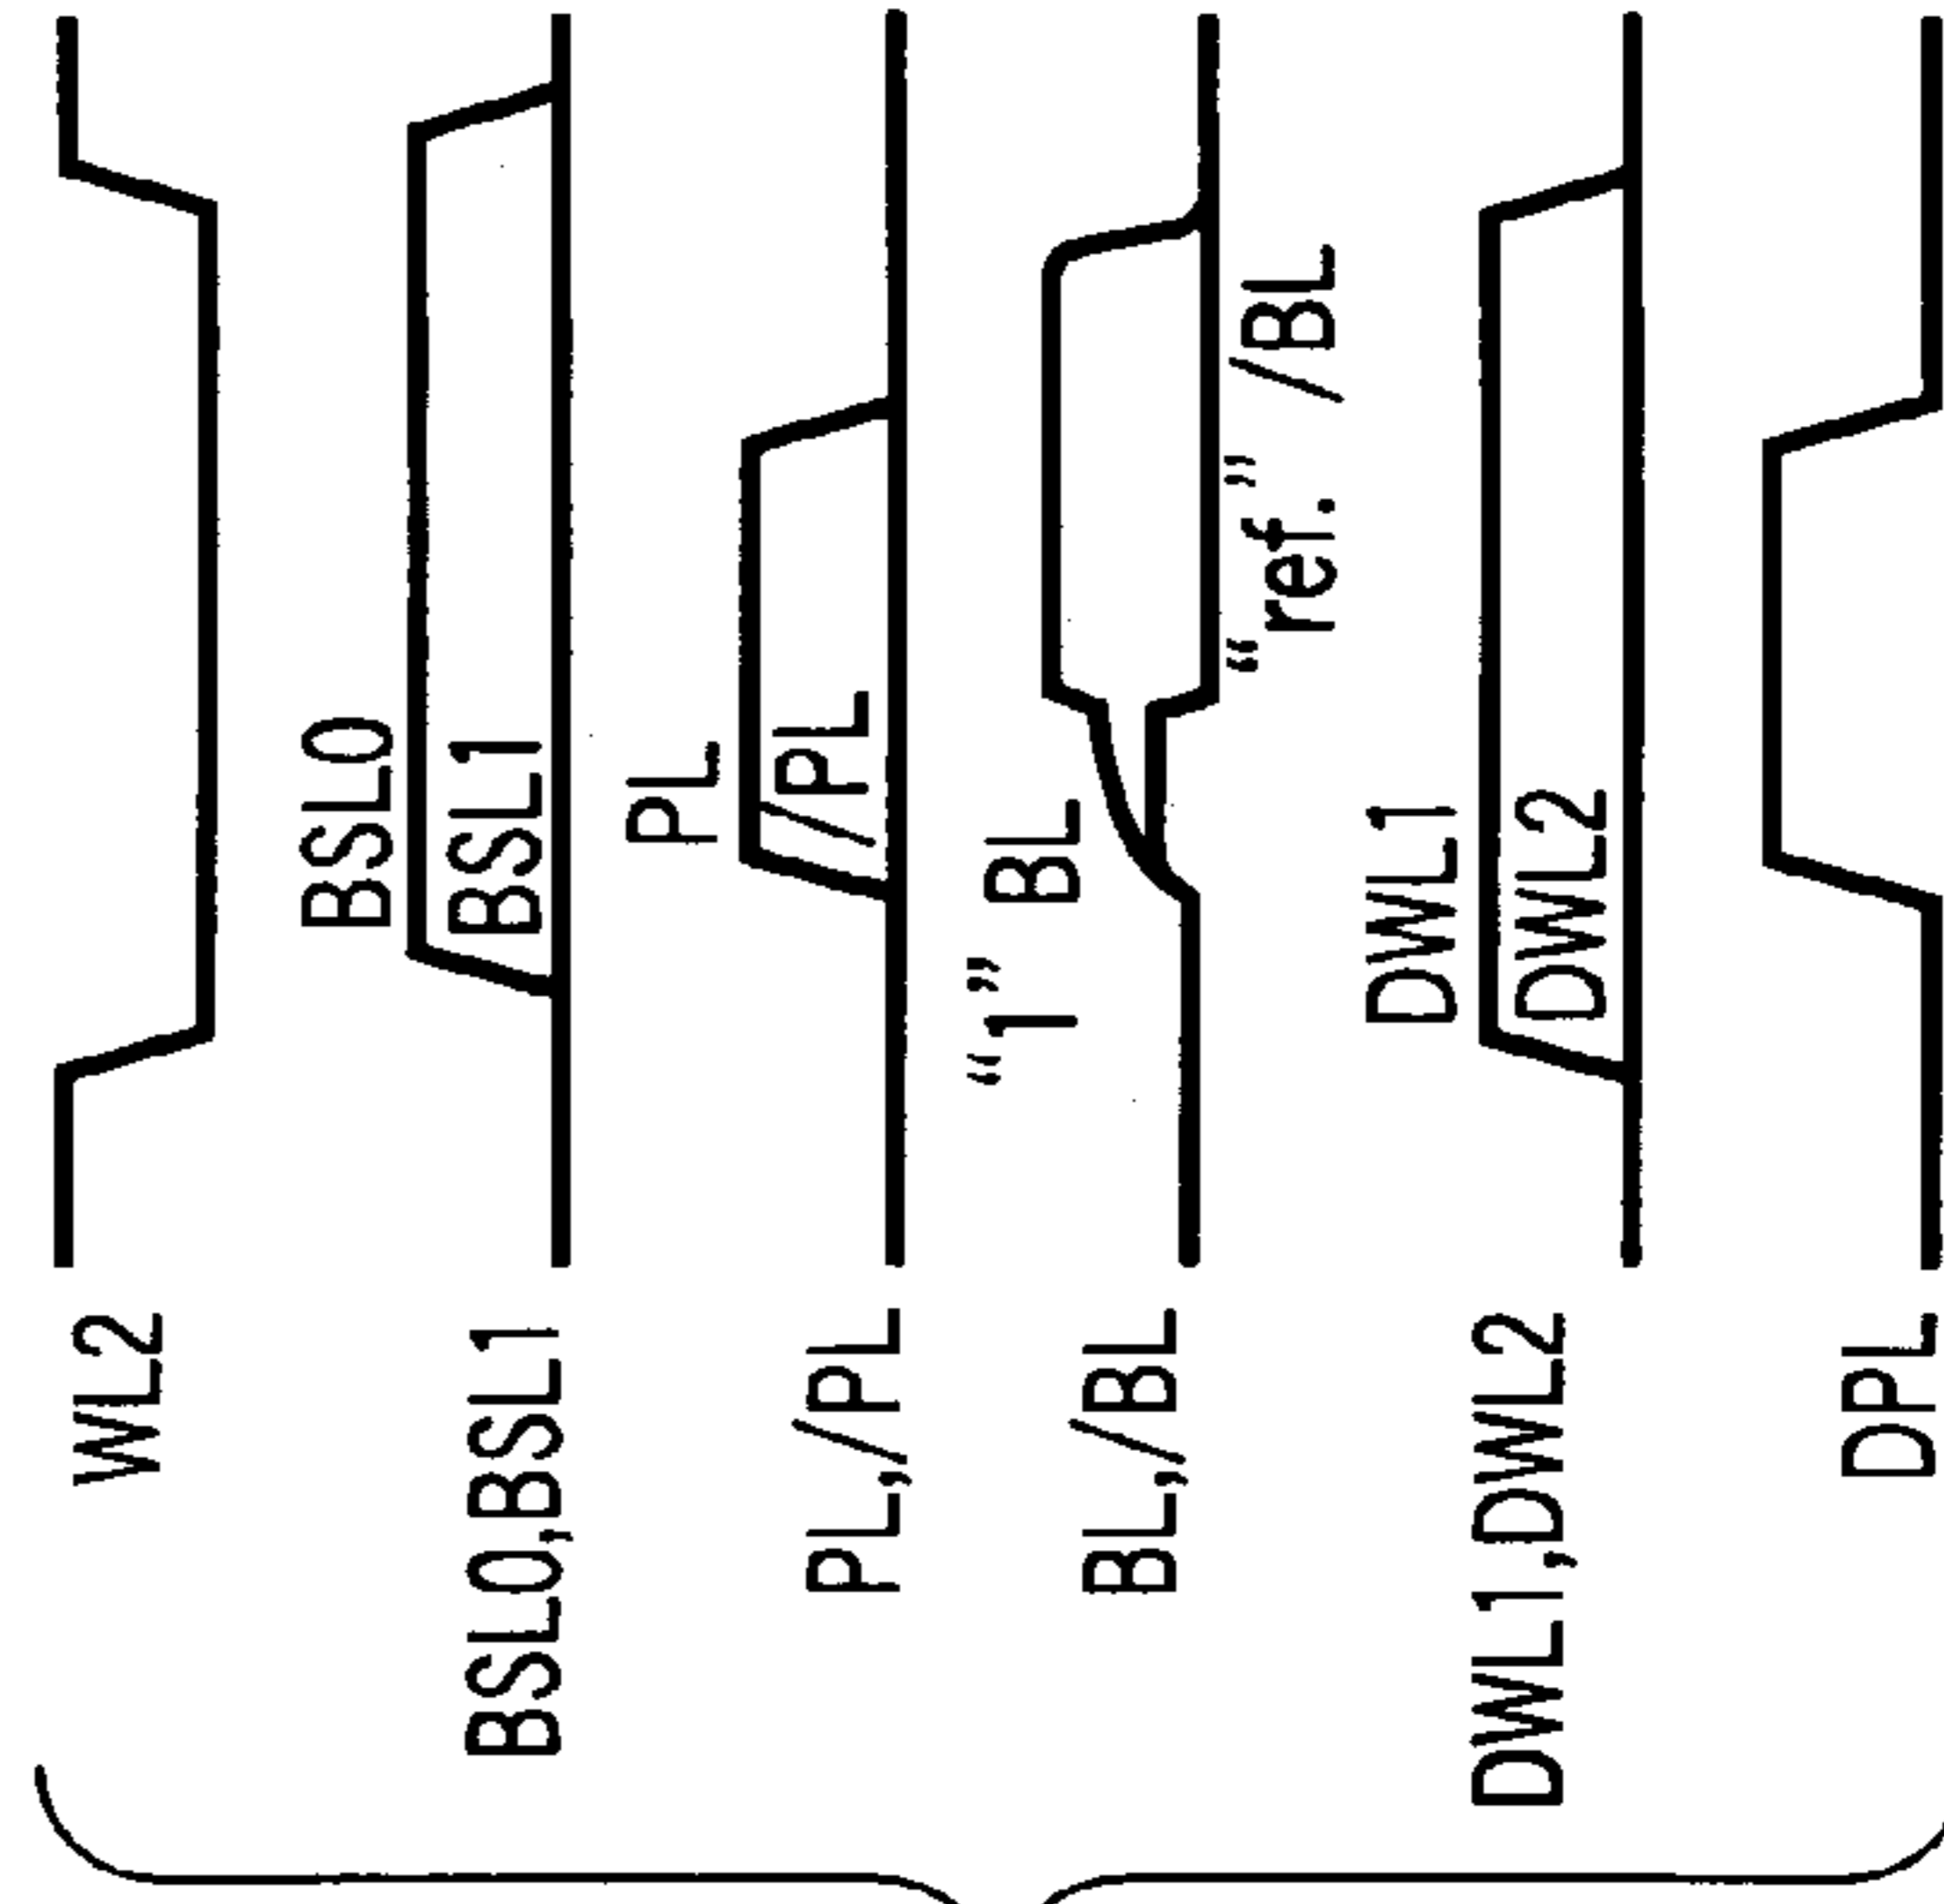 WL2
BSL0,BSL1
BSL0
BSL1
PL,/PL
PL
/PL
BL,/BL
“1” BL
“ref.” /BL
DWL1,DWL2
DWL1
DWL2
DPL